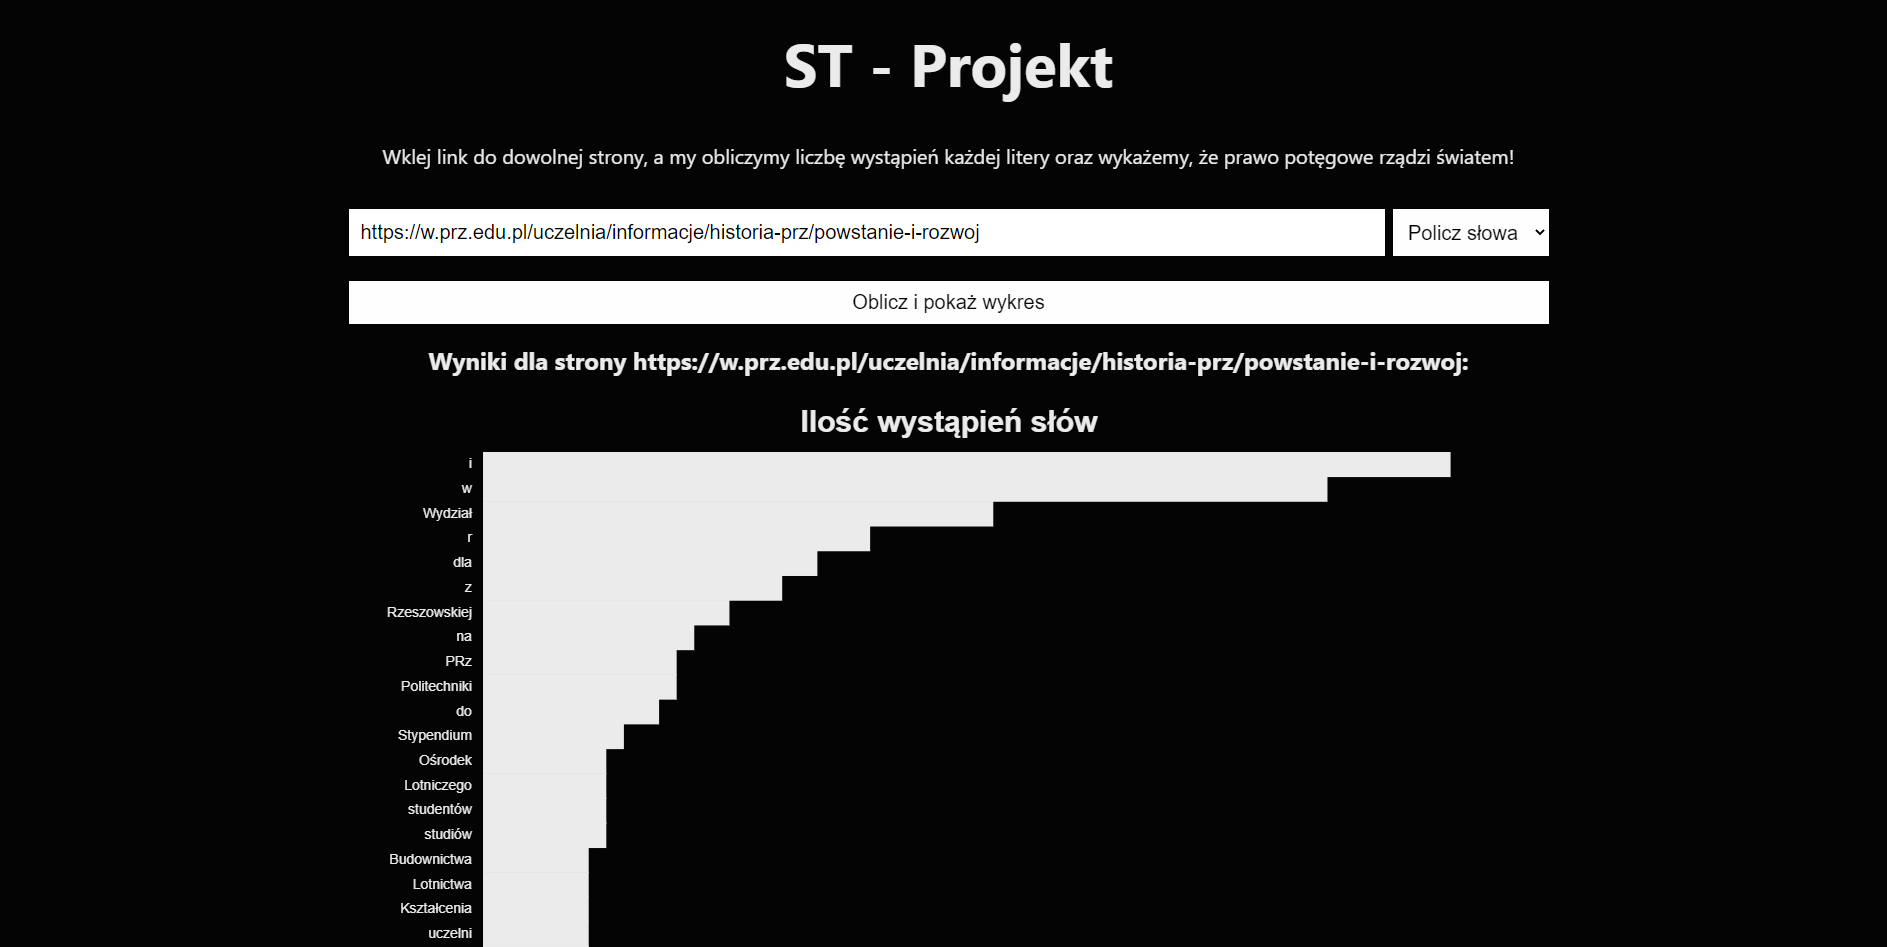 ST - Projekt
Wklej link do dowolnej strony, a my obliczymy liczbę wystąpień każdej litery oraz wykażemy, że prawo potęgowe rządzi światem!
https://w.prz.edu.pl/uczelnia/informacje/historia-prz/powstanie-i-rozwoj
Policz słowa
Oblicz i pokaż wykres
Wyniki dla strony https://w.prz.edu.pl/uczelnia/informacje/historia-prz/powstanie-i-rozwoj:
Ilość wystąpień słów
i
w
Wydział
r
dla
z
Rzeszowskiej
na
PRz
Politechniki
do
Stypendium
Ośrodek
Lotniczego
studentów
studiów
Budownictwa
Lotnictwa
Kształcenia
uczelni